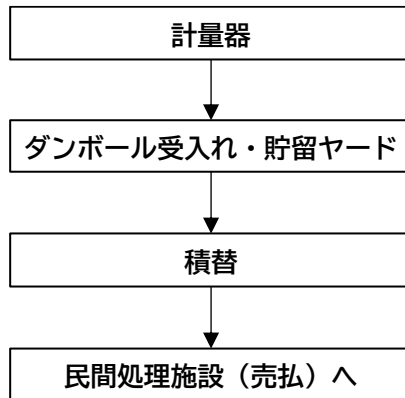 計量器
ダンボール受入れ・貯留ヤード
積替
民間処理施設（売払）へ